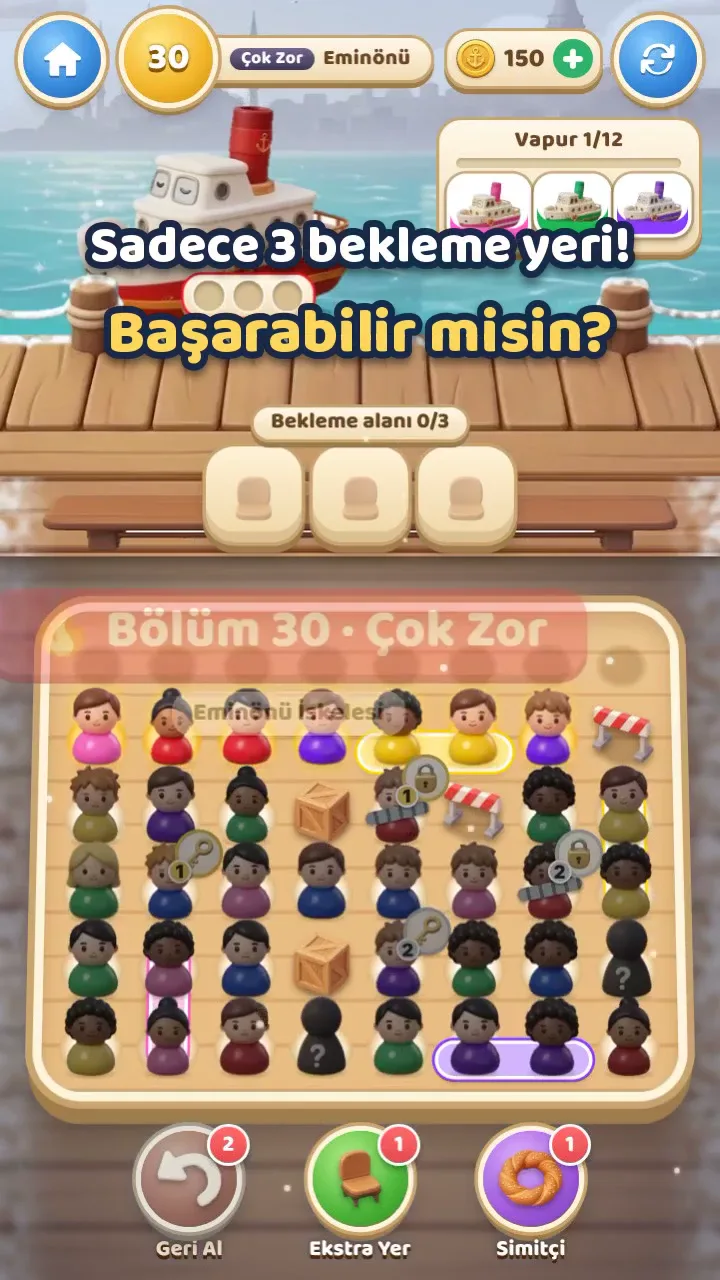 30
Çok Zor Eminönü
150
Vapur 1/12
Sadece 3 bekleme yeri!
Başarabilir misin?
Bekleme alanı 0/3
Bölüm 30 · Çok Zor
Eminönü İskelesi
1
1
2
2
?
?
2
1
1
Geri Al
Ekstra Yer
Simitçi